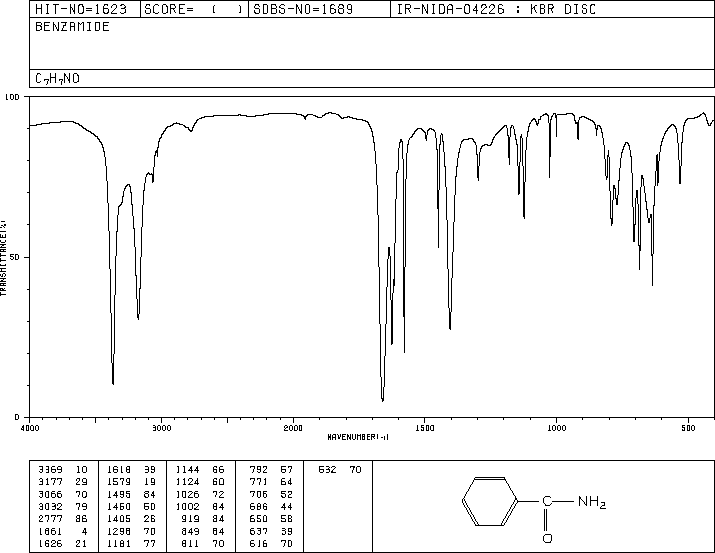 HIT-NO=1623 SCORE= ( ) SDBS-NO=1689 IR-NIDA-04226 : KBR DISC
BENZAMIDE
C7H7NO
100
50
0
TRANSMITTANCE(%)
4000 3000 2000 1500 1000 500
WAVENUMBER(-1)
3369 10 1618 39 1144 66 792 57 532 70
3177 29 1579 19 1124 60 771 64
3066 70 1495 84 1026 72 706 52
3032 79 1450 50 1002 84 686 44
2777 86 1405 26 919 84 650 58
1661 4 1298 70 849 84 637 39
1626 21 1181 77 811 70 616 70
C NH2
O